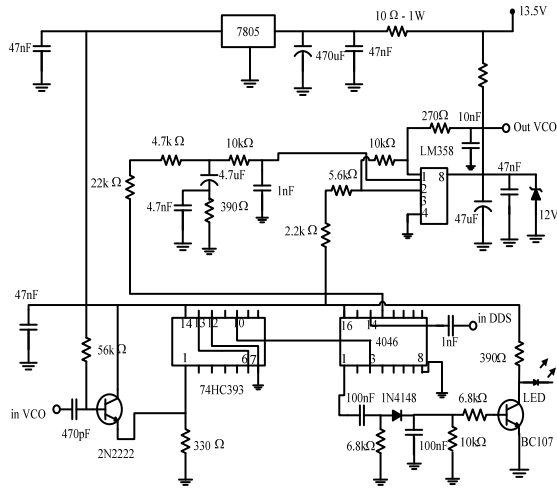 13.5V
10 Ω - 1W
7805
47nF
470uF
47nF
270Ω
10nF
Out VCO
LM358
4.7k Ω
10kΩ
10kΩ
47nF
22k Ω
4.7uF
5.6kΩ
1
8
2
3
4
1nF
4.7nF
390Ω
12V
47uF
2.2k Ω
47nF
in DDS
14
13
12
10
16
14
4046
1nF
56k Ω
1
6
7
1
3
8
390Ω
74HC393
LED
in VCO
100nF
1N4148
6.8kΩ
470pF
BC107
2N2222
330 Ω
6.8kΩ
100nF
10kΩ